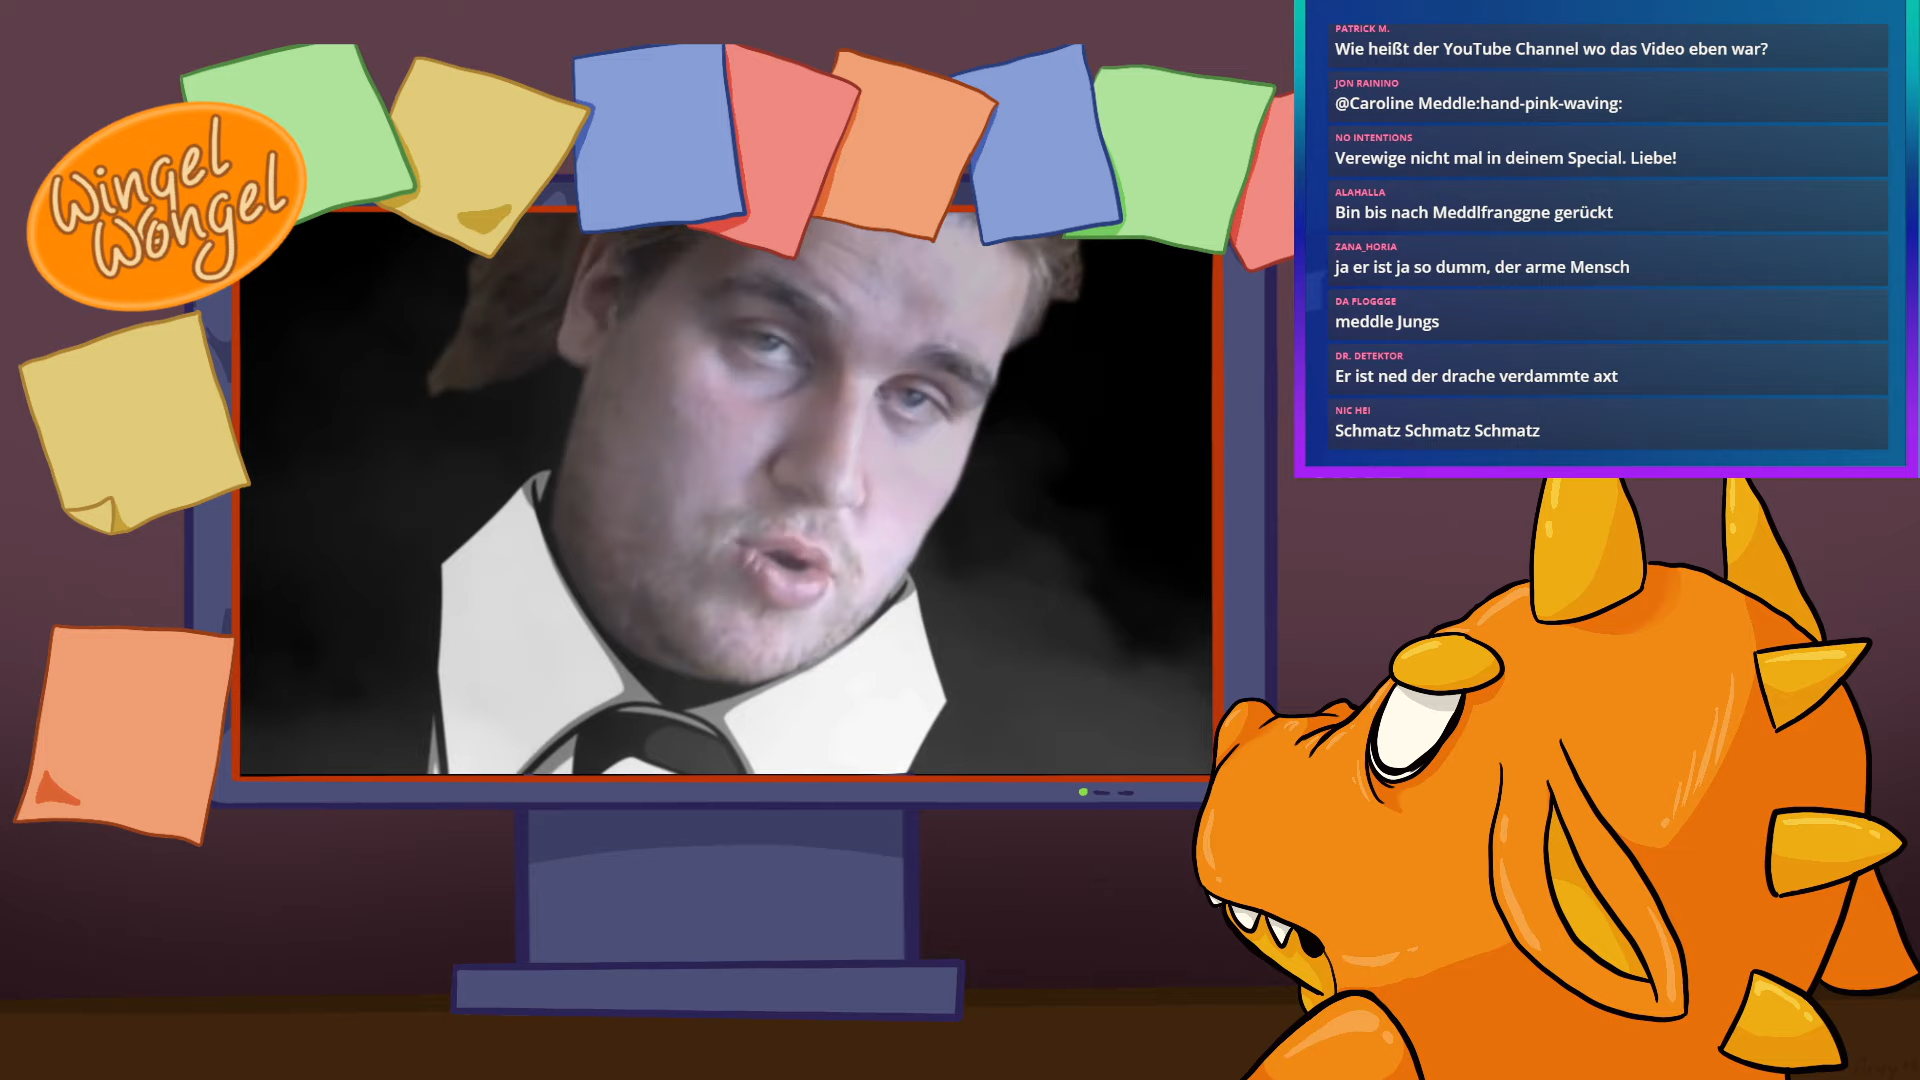 Wingel
Wongel
PATRICK M.
Wie heißt der YouTube Channel wo das Video eben war?
JON RAININO
@Caroline Meddle:hand-pink-waving:
NO INTENTIONS
Verewige nicht mal in deinem Special. Liebe!
ALAHALLA
Bin bis nach Meddlfranggne gerückt
ZANA_HORIA
ja er ist ja so dumm, der arme Mensch
DA FLOGGGE
meddle Jungs
DR. DETEKTOR
Er ist ned der drache verdammte axt
NIC HEI
Schmatz Schmatz Schmatz